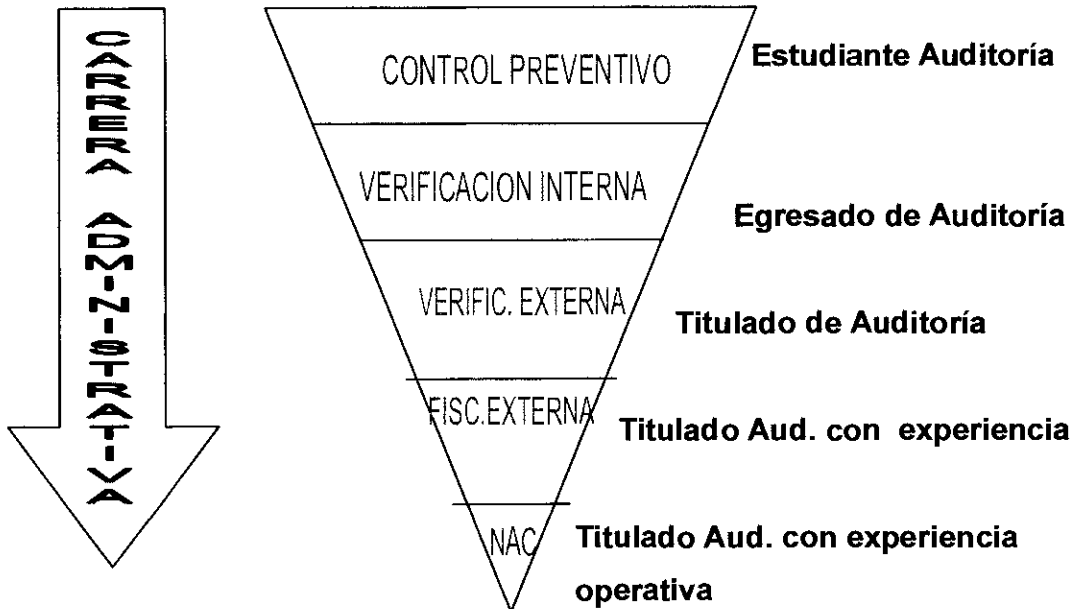 CARRERA ADMINISTRATIVA
CONTROL PREVENTIVO
Estudiante Auditoría
VERIFICACION INTERNA
Egresado de Auditoría
VERIFIC. EXTERNA
Titulado de Auditoría
FISC.EXTERNA
Titulado Aud. con experiencia
NAC
Titulado Aud. con experiencia
operativa